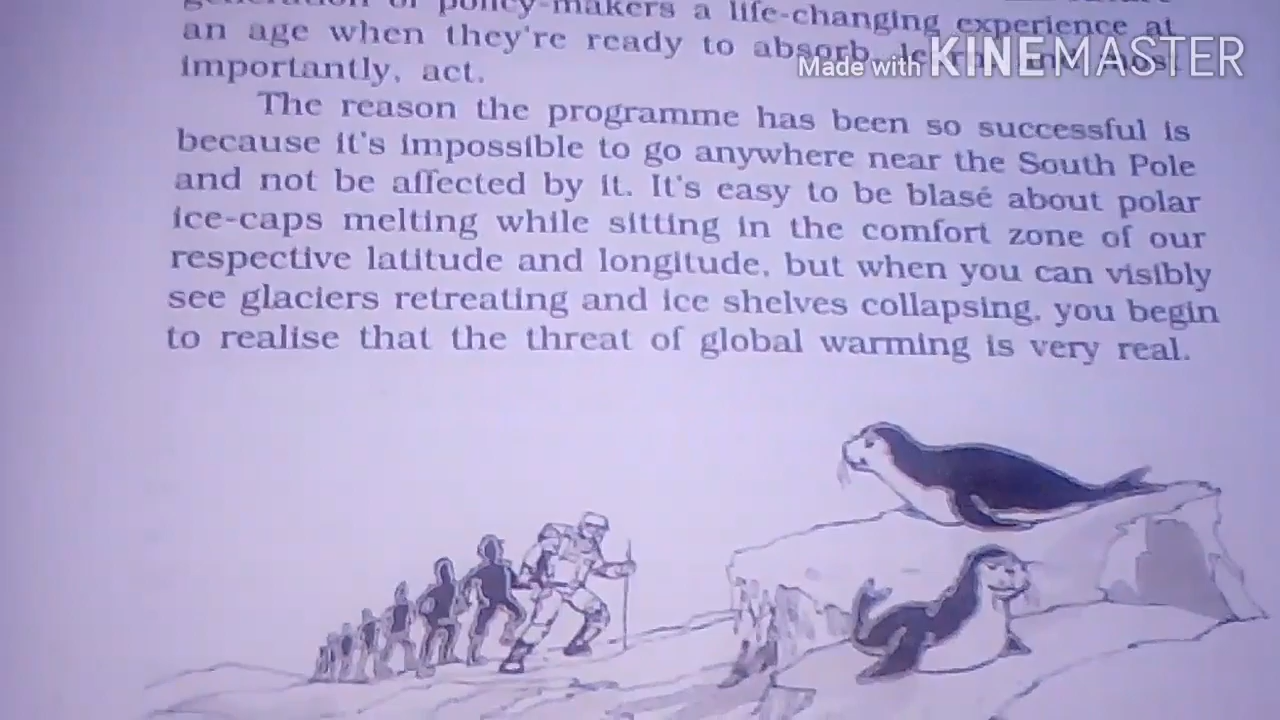 policy-makers a life-changing experience at
an age when they're ready to absorb,
importantly, act.
The reason the programme has been so successful is
because it's impossible to go anywhere near the South Pole
and not be affected by it. It's easy to be blasé about polar
ice-caps melting while sitting in the comfort zone of our
respective latitude and longitude, but when you can visibly
see glaciers retreating and ice shelves collapsing, you begin
to realise that the threat of global warming is very real.
Made with KINEMASTER